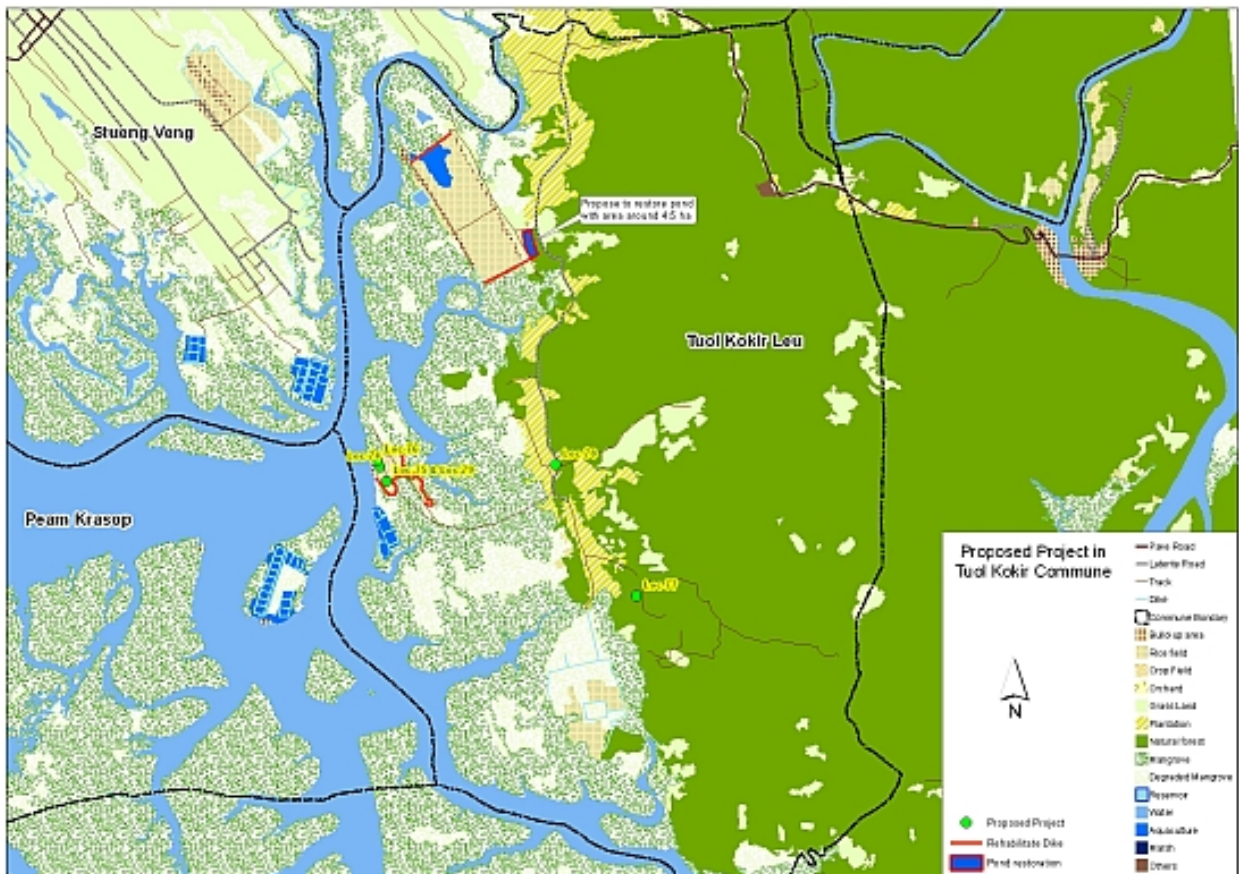 Stueng Veng
Propose to restore pond
with area around 4.5 ha
Tuol Kokir Leu
Peam Krasop
Proposed Project in
Tuol Kokir Commune
N
Proposed Project
Rehabilitate Dike
Pond restoration
Pave Road
Laterite Road
Track
Dike
Commune Boundary
Build up area
Rice field
Crop Field
Orchard
Grass Land
Plantation
Natural forest
Mangrove
Degraded Mangrove
Reservoir
Water
Aquaculture
Marsh
Others